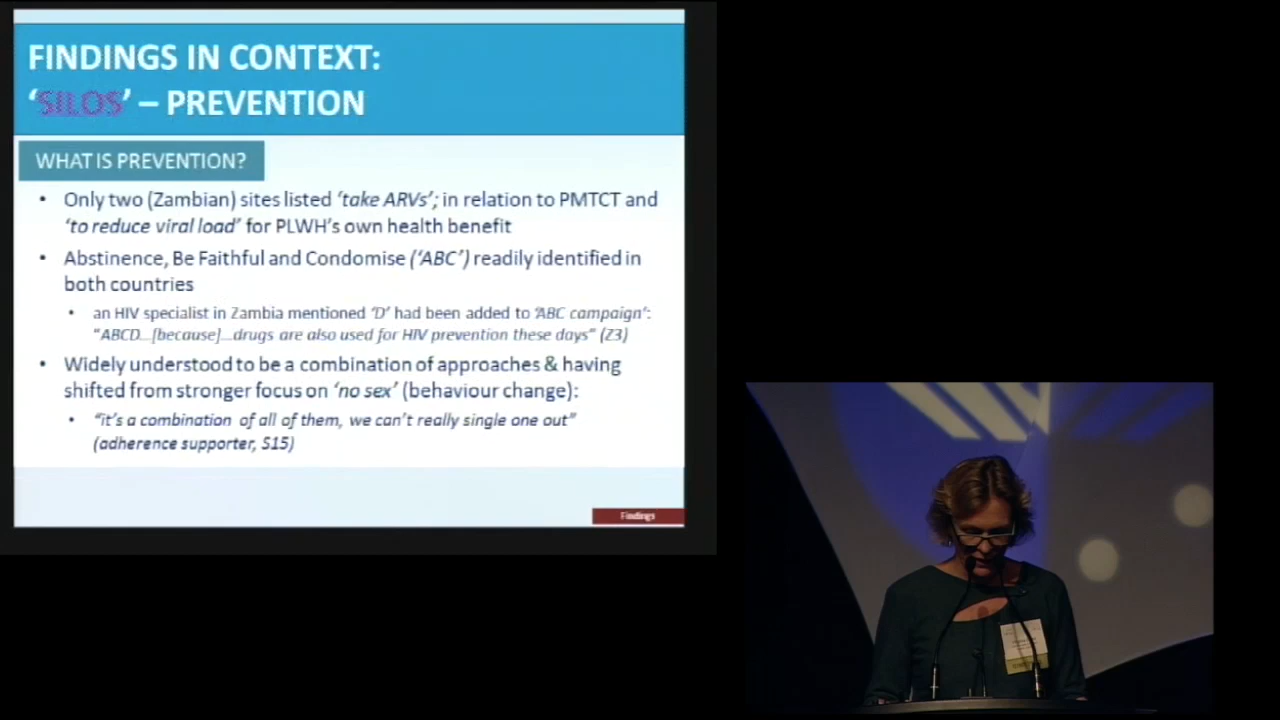 FINDINGS IN CONTEXT:
‘SILOS’ – PREVENTION
WHAT IS PREVENTION?
• Only two (Zambian) sites listed ‘take ARVs’; in relation to PMTCT and
‘to reduce viral load’ for PLWH’s own health benefit
• Abstinence, Be Faithful and Condomise (‘ABC’) readily identified in
both countries
• an HIV specialist in Zambia mentioned ‘D’ had been added to ‘ABC campaign’:
“ABCD...[because]...drugs are also used for HIV prevention these days” (Z3)
• Widely understood to be a combination of approaches & having
shifted from stronger focus on ‘no sex’ (behaviour change):
• “it’s a combination of all of them, we can’t really single one out”
(adherence supporter, S15)
Findings